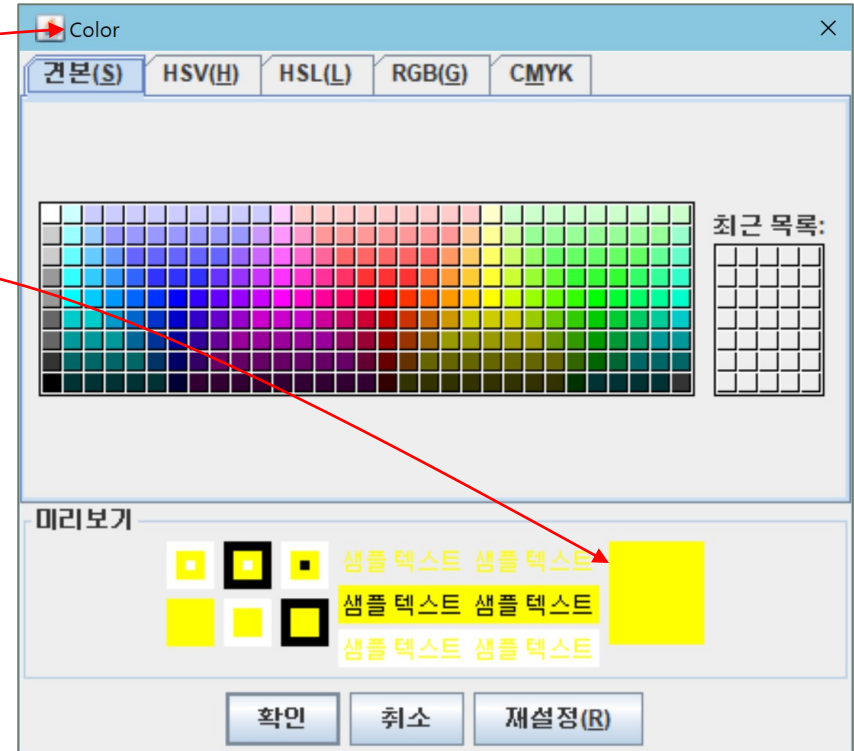 Color
견본(S) HSV(H) HSL(L) RGB(G) CMYK
최근 목록:
미리보기
샘플 텍스트 샘플 텍스트
샘플 텍스트 샘플 텍스트
샘플 텍스트 샘플 텍스트
확인 취소 재설정(R)